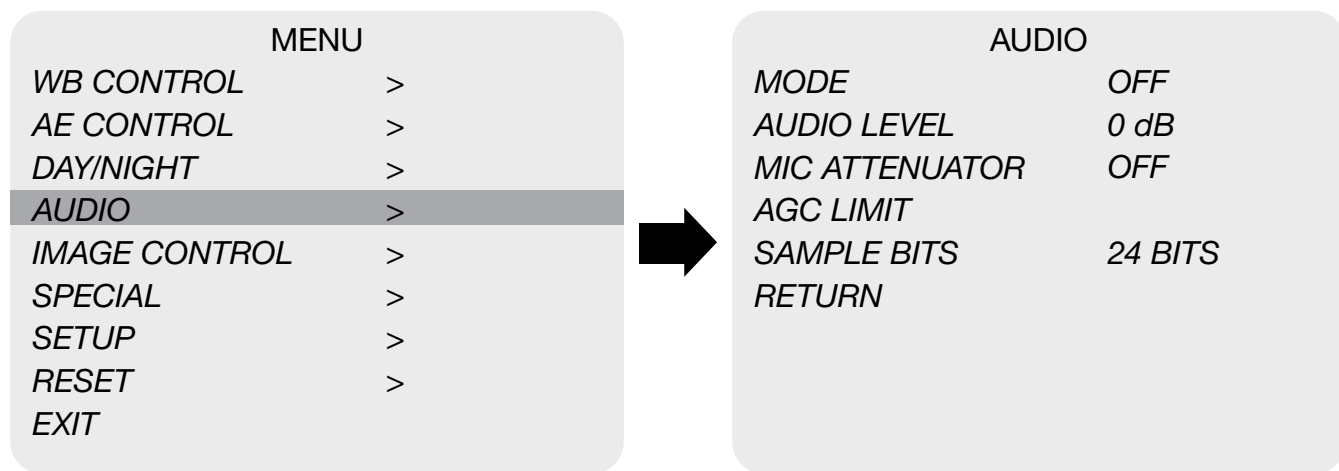 MENU
WB CONTROL >
AE CONTROL >
DAY/NIGHT >
AUDIO >
IMAGE CONTROL >
SPECIAL >
SETUP >
RESET >
EXIT
AUDIO
MODE OFF
AUDIO LEVEL 0 dB
MIC ATTENUATOR OFF
AGC LIMIT
SAMPLE BITS 24 BITS
RETURN